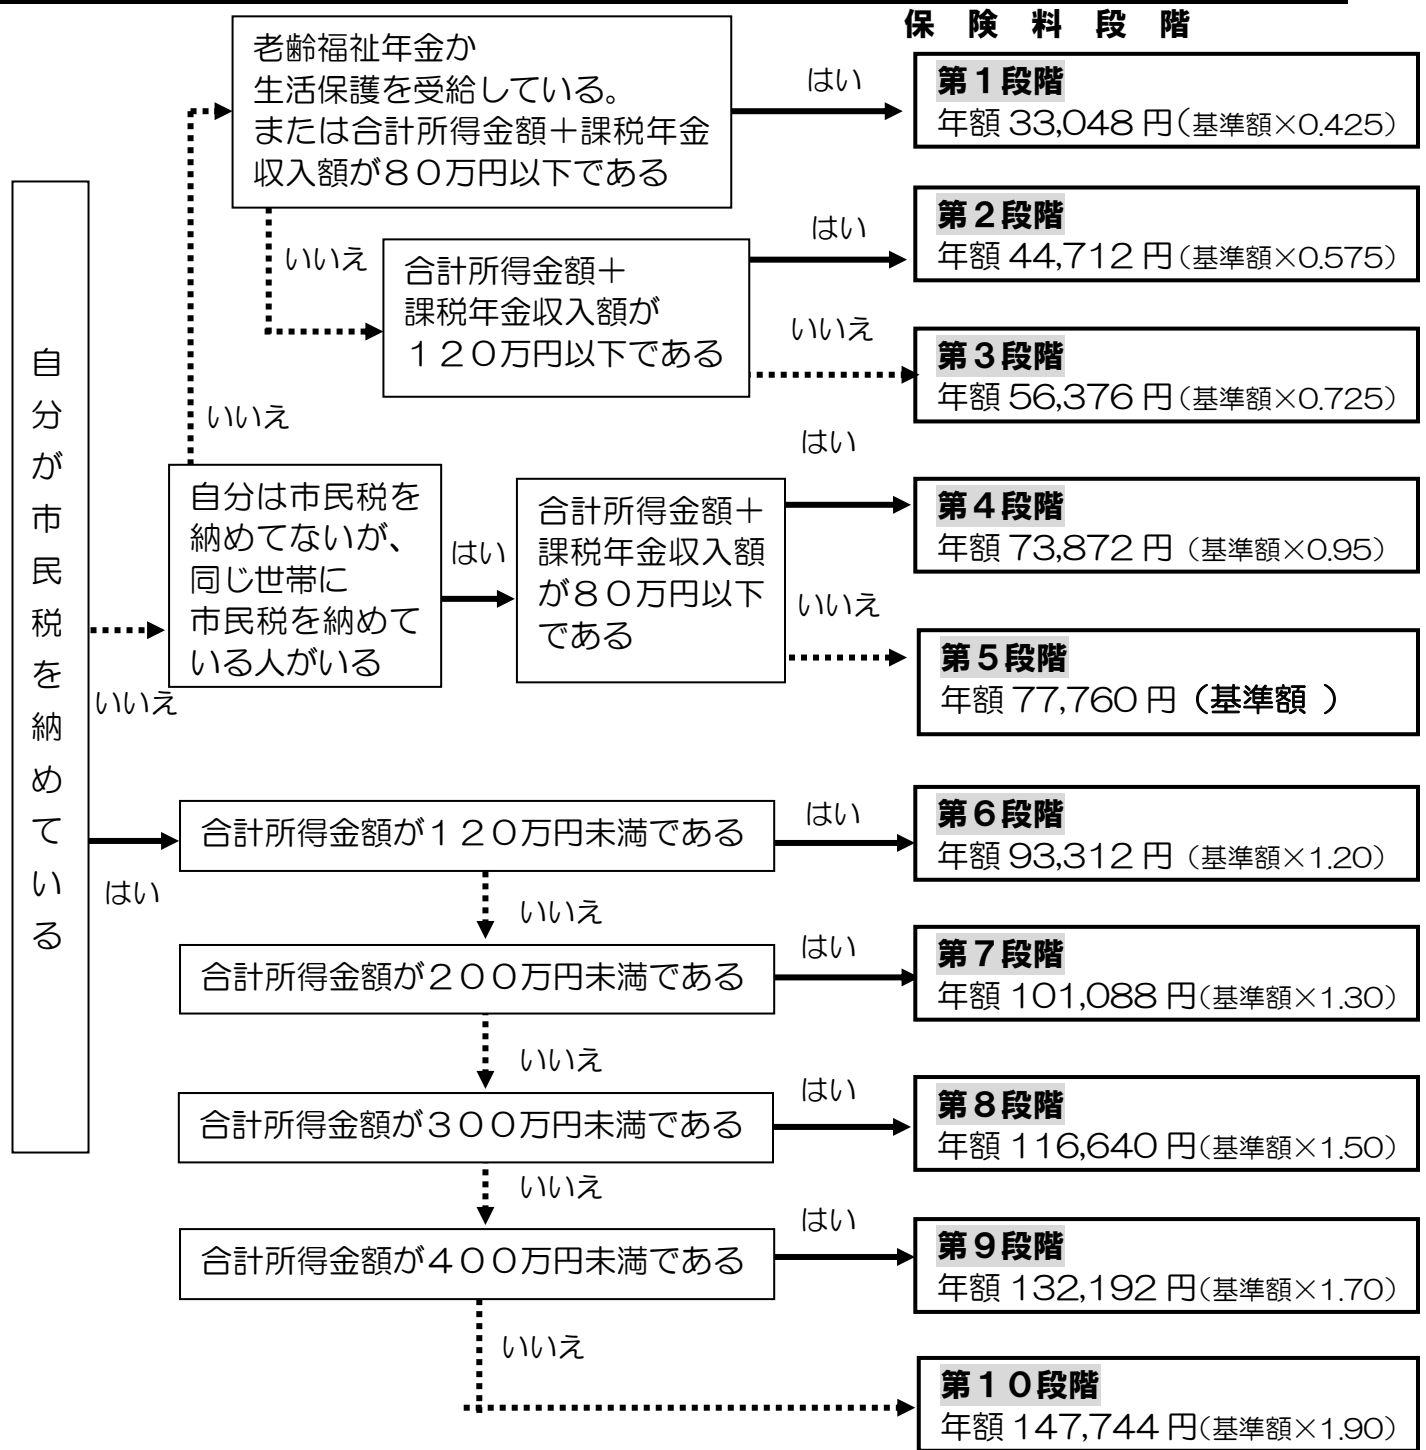 保険料段階
老齢福祉年金か
生活保護を受給している。
または合計所得金額＋課税年金
収入額が８０万円以下である
はい
第１段階
年額 33,048 円（基準額×0.425）
いいえ
合計所得金額＋
課税年金収入額が
１２０万円以下である
はい
第２段階
年額 44,712 円（基準額×0.575）
いいえ
第３段階
年額 56,376 円（基準額×0.725）
自分が市民税を納めている
いいえ
いいえ
自分は市民税を
納めてないが、
同じ世帯に
市民税を納めて
いる人がいる
はい
合計所得金額＋
課税年金収入額
が８０万円以下
である
はい
第４段階
年額 73,872 円（基準額×0.95）
いいえ
第５段階
年額 77,760 円（基準額 ）
はい
合計所得金額が１２０万円未満である
はい
第６段階
年額 93,312 円（基準額×1.20）
いいえ
合計所得金額が２００万円未満である
はい
第７段階
年額 101,088 円（基準額×1.30）
いいえ
合計所得金額が３００万円未満である
はい
第８段階
年額 116,640 円（基準額×1.50）
いいえ
合計所得金額が４００万円未満である
はい
第９段階
年額 132,192 円（基準額×1.70）
いいえ
第１０段階
年額 147,744 円（基準額×1.90）